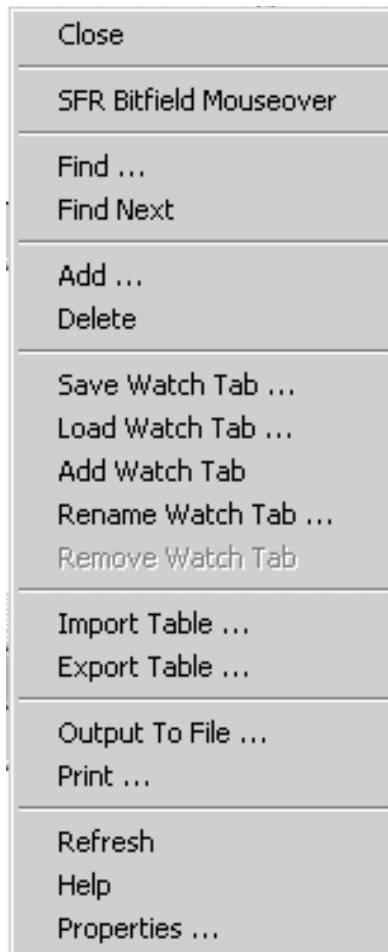 Close
SFR Bitfield Mouseover
Find ...
Find Next
Add ...
Delete
Save Watch Tab ...
Load Watch Tab ...
Add Watch Tab
Rename Watch Tab ...
Remove Watch Tab
Import Table ...
Export Table ...
Output To File ...
Print ...
Refresh
Help
Properties ...